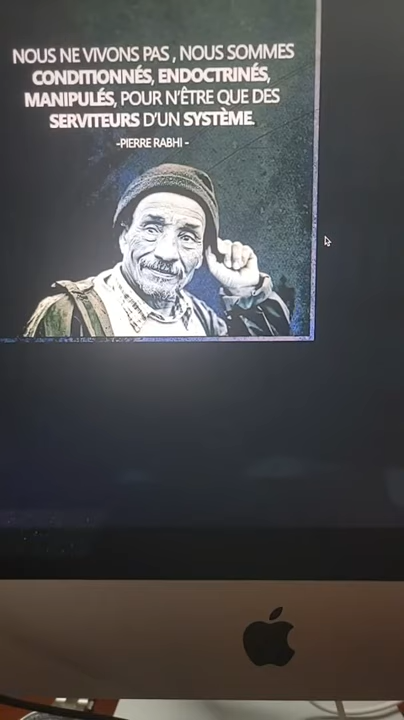 NOUS NE VIVONS PAS , NOUS SOMMES
CONDITIONNÉS, ENDOCTRINÉS,
MANIPULÉS, POUR N'ÊTRE QUE DES
SERVITEURS D'UN SYSTÈME.
-PIERRE RABHI -